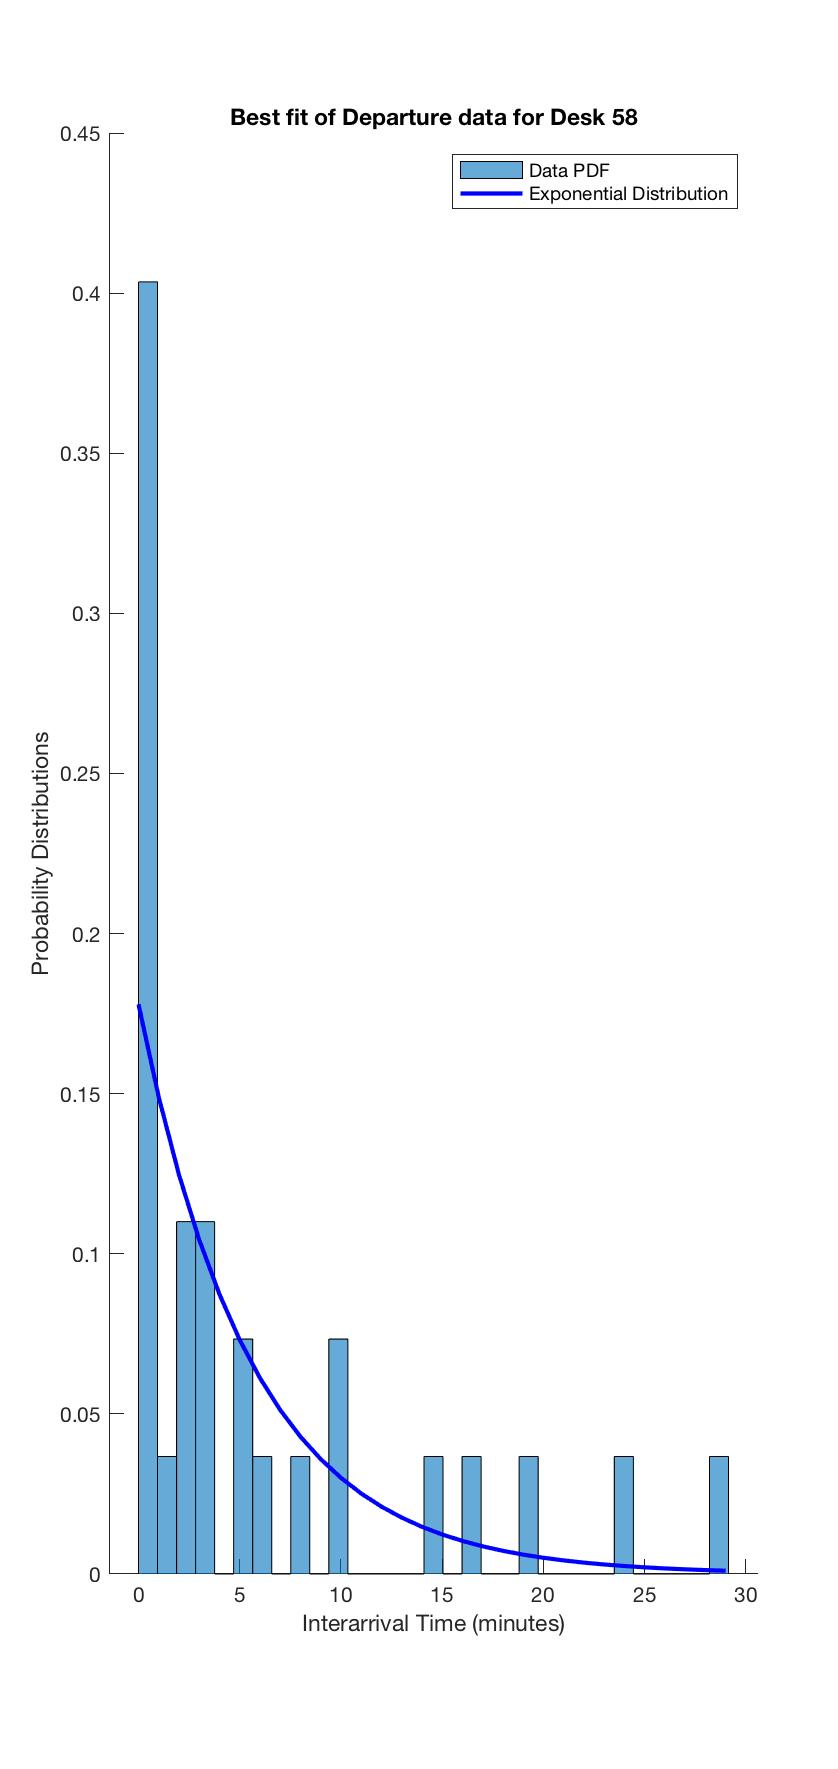 Best fit of Departure data for Desk 58
Data PDF
Exponential Distribution
Probability Distributions
0.45
0.4
0.35
0.3
0.25
0.2
0.15
0.1
0.05
0
0 5 10 15 20 25 30
Interarrival Time (minutes)